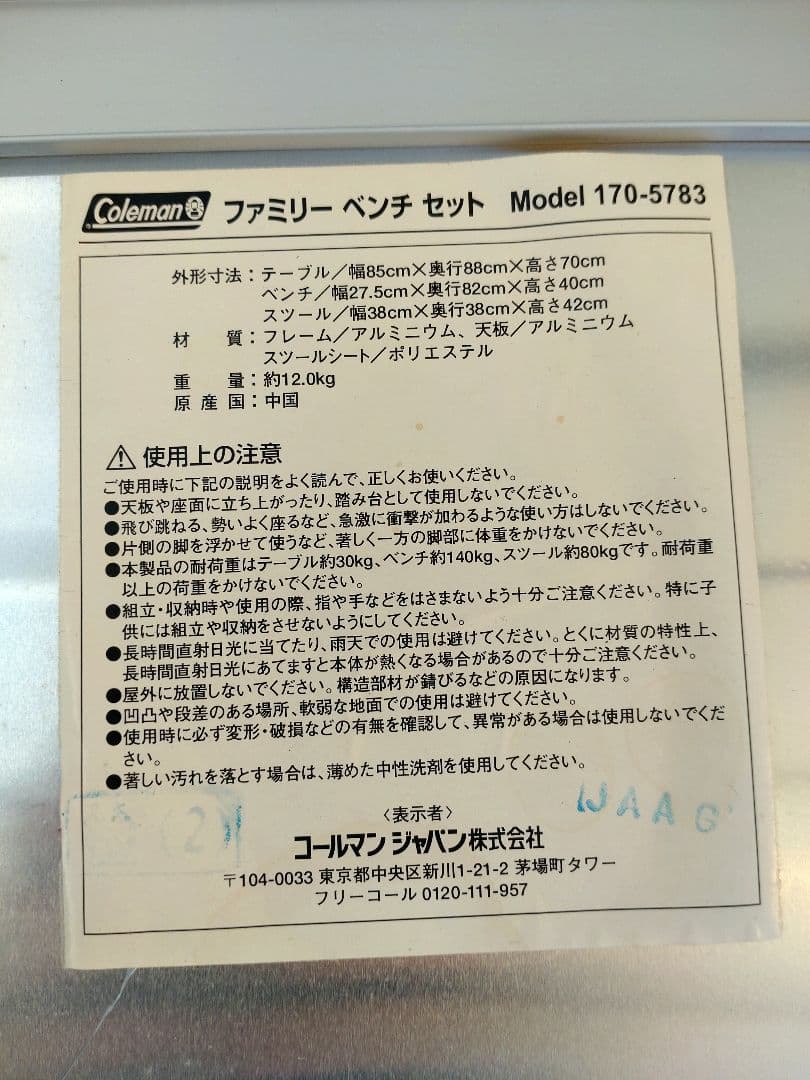 Coleman ファミリー ベンチ セット Model 170-5783
外形寸法：テーブル／幅85cm×奥行88cm×高さ70cm
ベンチ／幅27.5cm×奥行82cm×高さ40cm
スツール／幅38cm×奥行38cm×高さ42cm
材 質：フレーム／アルミニウム、天板／アルミニウム
スツールシート／ポリエステル
重 量：約12.0kg
原 産 国：中国
⚠ 使用上の注意
ご使用時に下記の説明をよく読んで、正しくお使いください。
●天板や座面に立ち上がったり、踏み台として使用しないでください。
●飛び跳ねる、勢いよく座るなど、急激に衝撃が加わるような使い方はしないでください。
●片側の脚を浮かせて使うなど、著しく一方の脚部に体重をかけないでください。
●本製品の耐荷重はテーブル約30kg、ベンチ約140kg、スツール約80kgです。耐荷重
以上の荷重をかけないでください。
●組立・収納時や使用の際、指や手などをはさまないよう十分ご注意ください。特に子
供には組立や収納をさせないようにしてください。
●長時間直射日光に当てたり、雨天での使用は避けてください。とくに材質の特性上、
長時間直射日光にあてますと本体が熱くなる場合があるので十分ご注意ください。
●屋外に放置しないでください。構造部材が錆びるなどの原因になります。
●凹凸や段差のある場所、軟弱な地面での使用は避けてください。
●使用時に必ず変形・破損などの有無を確認して、異常がある場合は使用しないでくだ
さい。
●著しい汚れを落とす場合は、薄めた中性洗剤を使用してください。
〈表示者〉
コールマン ジャパン株式会社
〒104-0033 東京都中央区新川1-21-2 茅場町タワー
フリーコール 0120-111-957